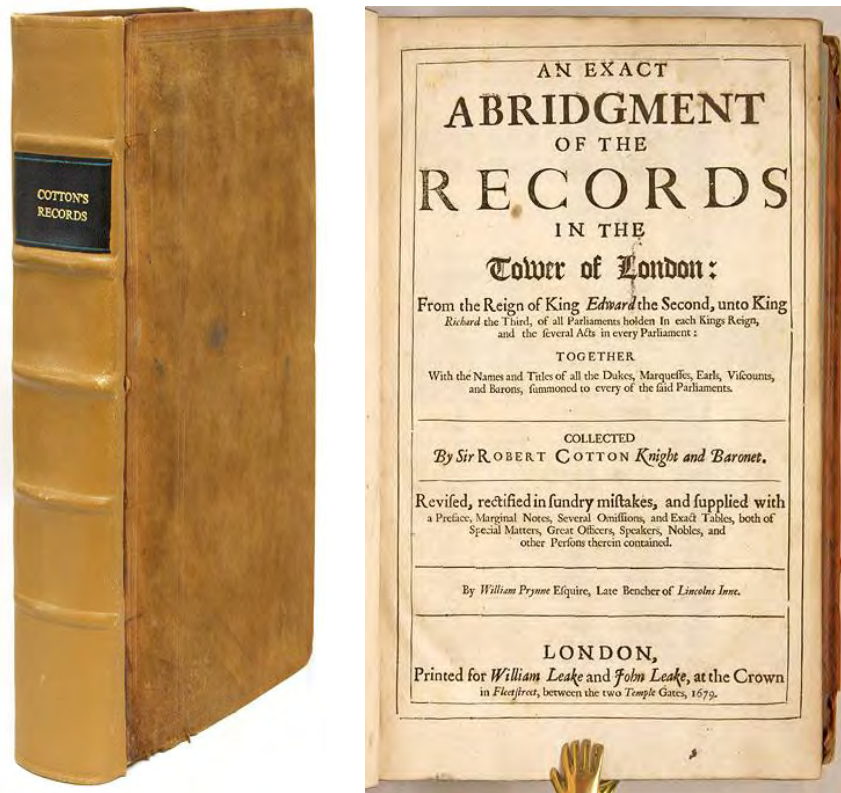 COTTON'S
RECORDS
AN EXACT
ABRIDGMENT
OF THE
RECORDS
IN THE
Tower of London:
From the Reign of King Edward the Second, unto King
Richard the Third, of all Parliaments holden In each Kings Reign,
and the ſeveral Acts in every Parliament:
TOGETHER
With the Names and Titles of all the Dukes, Marqueſſes, Earls, Viſcounts,
and Barons, ſummoned to every of the ſaid Parliaments.
COLLECTED
By Sir ROBERT COTTON Knight and Baronet.
Reviſed, rectified in ſundry miſtakes, and ſupplied with
a Preface, Marginal Notes, Several Omiſſions, and Exact Tables, both of
Special Matters, Great Officers, Speakers, Nobles, and
other Perſons therein contained.
By William Prynne Eſquire, Late Bencher of Lincolns Inne.
LONDON,
Printed for William Leake and John Leake, at the Crown
in Fleetſtreet, between the two Temple Gates, 1679.